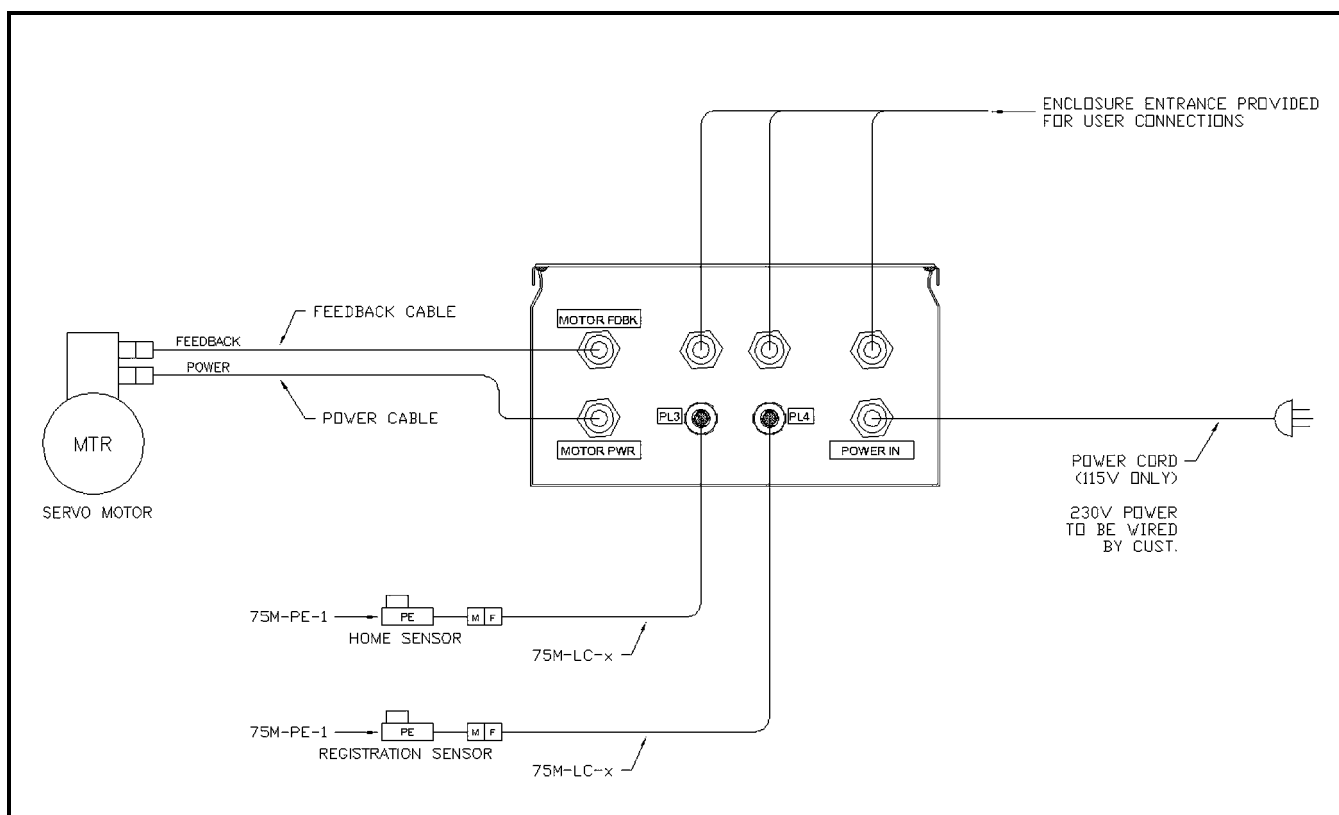 ENCLOSURE ENTRANCE PROVIDED
FOR USER CONNECTIONS
FEEDBACK CABLE
MOTOR FDBK
FEEDBACK
POWER
POWER CABLE
PL3
PL4
MTR
MOTOR PWR
POWER IN
SERVO MOTOR
POWER CORD
(115V ONLY)
230V POWER
TO BE WIRED
BY CUST.
75M-PE-1
PE
M F
HOME SENSOR
75M-LC-x
75M-PE-1
PE
M F
REGISTRATION SENSOR
75M-LC-x